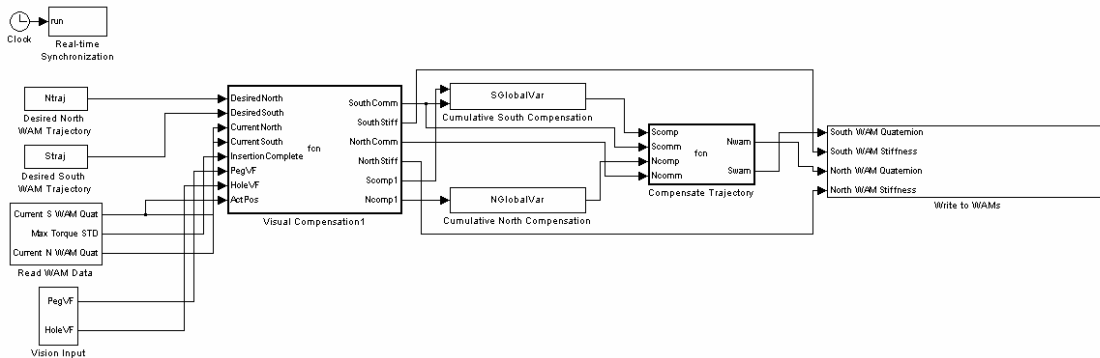 run
Clock
Real-time
Synchronization
Ntraj
Desired North
WAM Trajectory
Straj
Desired South
WAM Trajectory
Current S WAM Quat
Max Torque STD
Current N WAM Quat
Read WAM Data
PegVF
HoleVF
Vision Input
DesiredNorth
DesiredSouth
CurrentNorth
CurrentSouth
InsertionComplete
PegVF
HoleVF
ActPos
fcn
SouthComm
SouthStiff
NorthComm
NorthStiff
Scomp1
Ncomp1
Visual Compensation1
SGlobalVar
Cumulative South Compensation
NGlobalVar
Cumulative North Compensation
Scomp
Scomm
Ncomp
Ncomm
fcn
Nwam
Swam
Compensate Trajectory
South WAM Quaternion
South WAM Stiffness
North WAM Quaternion
North WAM Stiffness
Write to WAMs